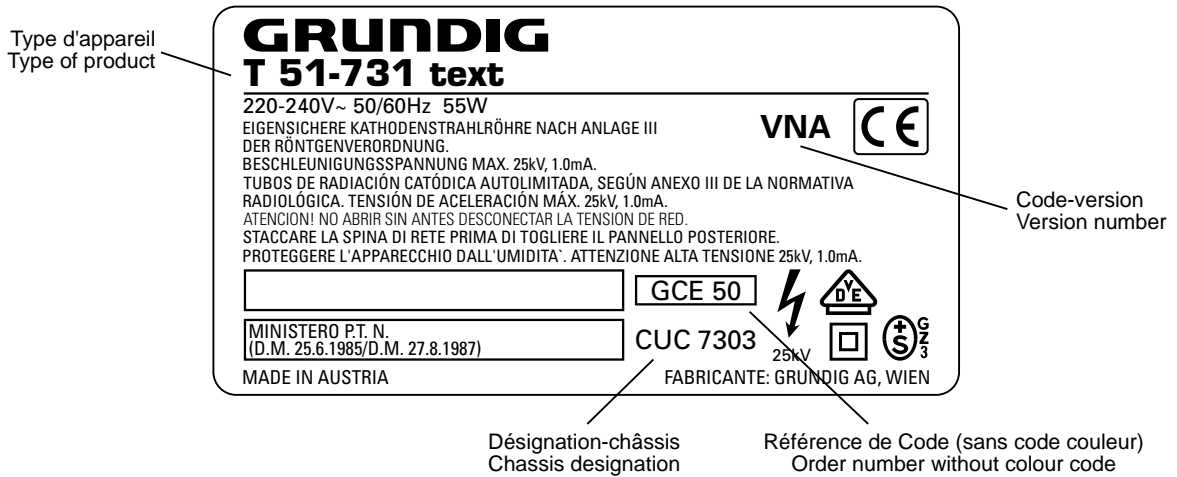 Type d'appareil
Type of product
GRUNDIG
T 51-731 text
220-240V~ 50/60Hz 55W
EIGENSICHERE KATHODENSTRAHLRÖHRE NACH ANLAGE III
DER RÖNTGENVERORDNUNG.
BESCHLEUNIGUNGSSPANNUNG MAX. 25kV, 1.0mA.
VNA
CE
TUBOS DE RADIACIÓN CATÓDICA AUTOLIMITADA, SEGÚN ANEXO III DE LA NORMATIVA
RADIOLÓGICA. TENSIÓN DE ACELERACIÓN MÁX. 25kV, 1.0mA.
ATENCION! NO ABRIR SIN ANTES DESCONECTAR LA TENSION DE RED.
STACCARE LA SPINA DI RETE PRIMA DI TOGLIERE IL PANNELLO POSTERIORE.
PROTEGGERE L'APPARECCHIO DALL'UMIDITA`. ATTENZIONE ALTA TENSIONE 25kV, 1.0mA.
Code-version
Version number
GCE 50
DVE
MINISTERO P.T. N.
(D.M. 25.6.1985/D.M. 27.8.1987)
CUC 7303
25kV
+S
GZ3
MADE IN AUSTRIA
FABRICANTE: GRUNDIG AG, WIEN
Désignation-châssis
Chassis designation
Référence de Code (sans code couleur)
Order number without colour code